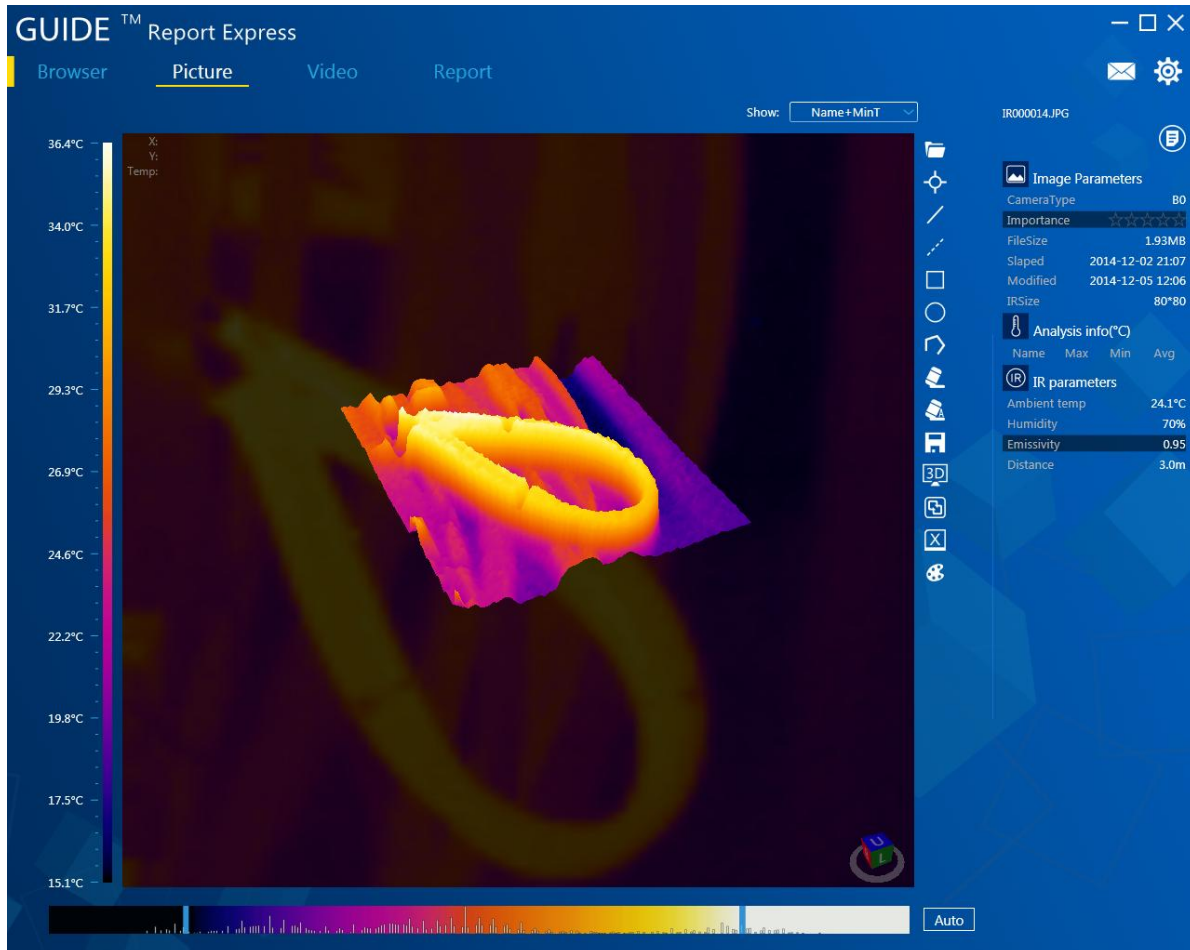 GUIDE ™ Report Express
Browser Picture Video Report
Show: Name+MinT
IR000014.JPG
X:
Y:
Temp:
36.4°C
34.0°C
31.7°C
29.3°C
26.9°C
24.6°C
22.2°C
19.8°C
17.5°C
15.1°C
3D
X
Image Parameters
CameraType B0
Importance
FileSize 1.93MB
Slaped 2014-12-02 21:07
Modified 2014-12-05 12:06
IRSize 80*80
Analysis info(°C)
Name Max Min Avg
IR IR parameters
Ambient temp 24.1°C
Humidity 70%
Emissivity 0.95
Distance 3.0m
U
L
Auto